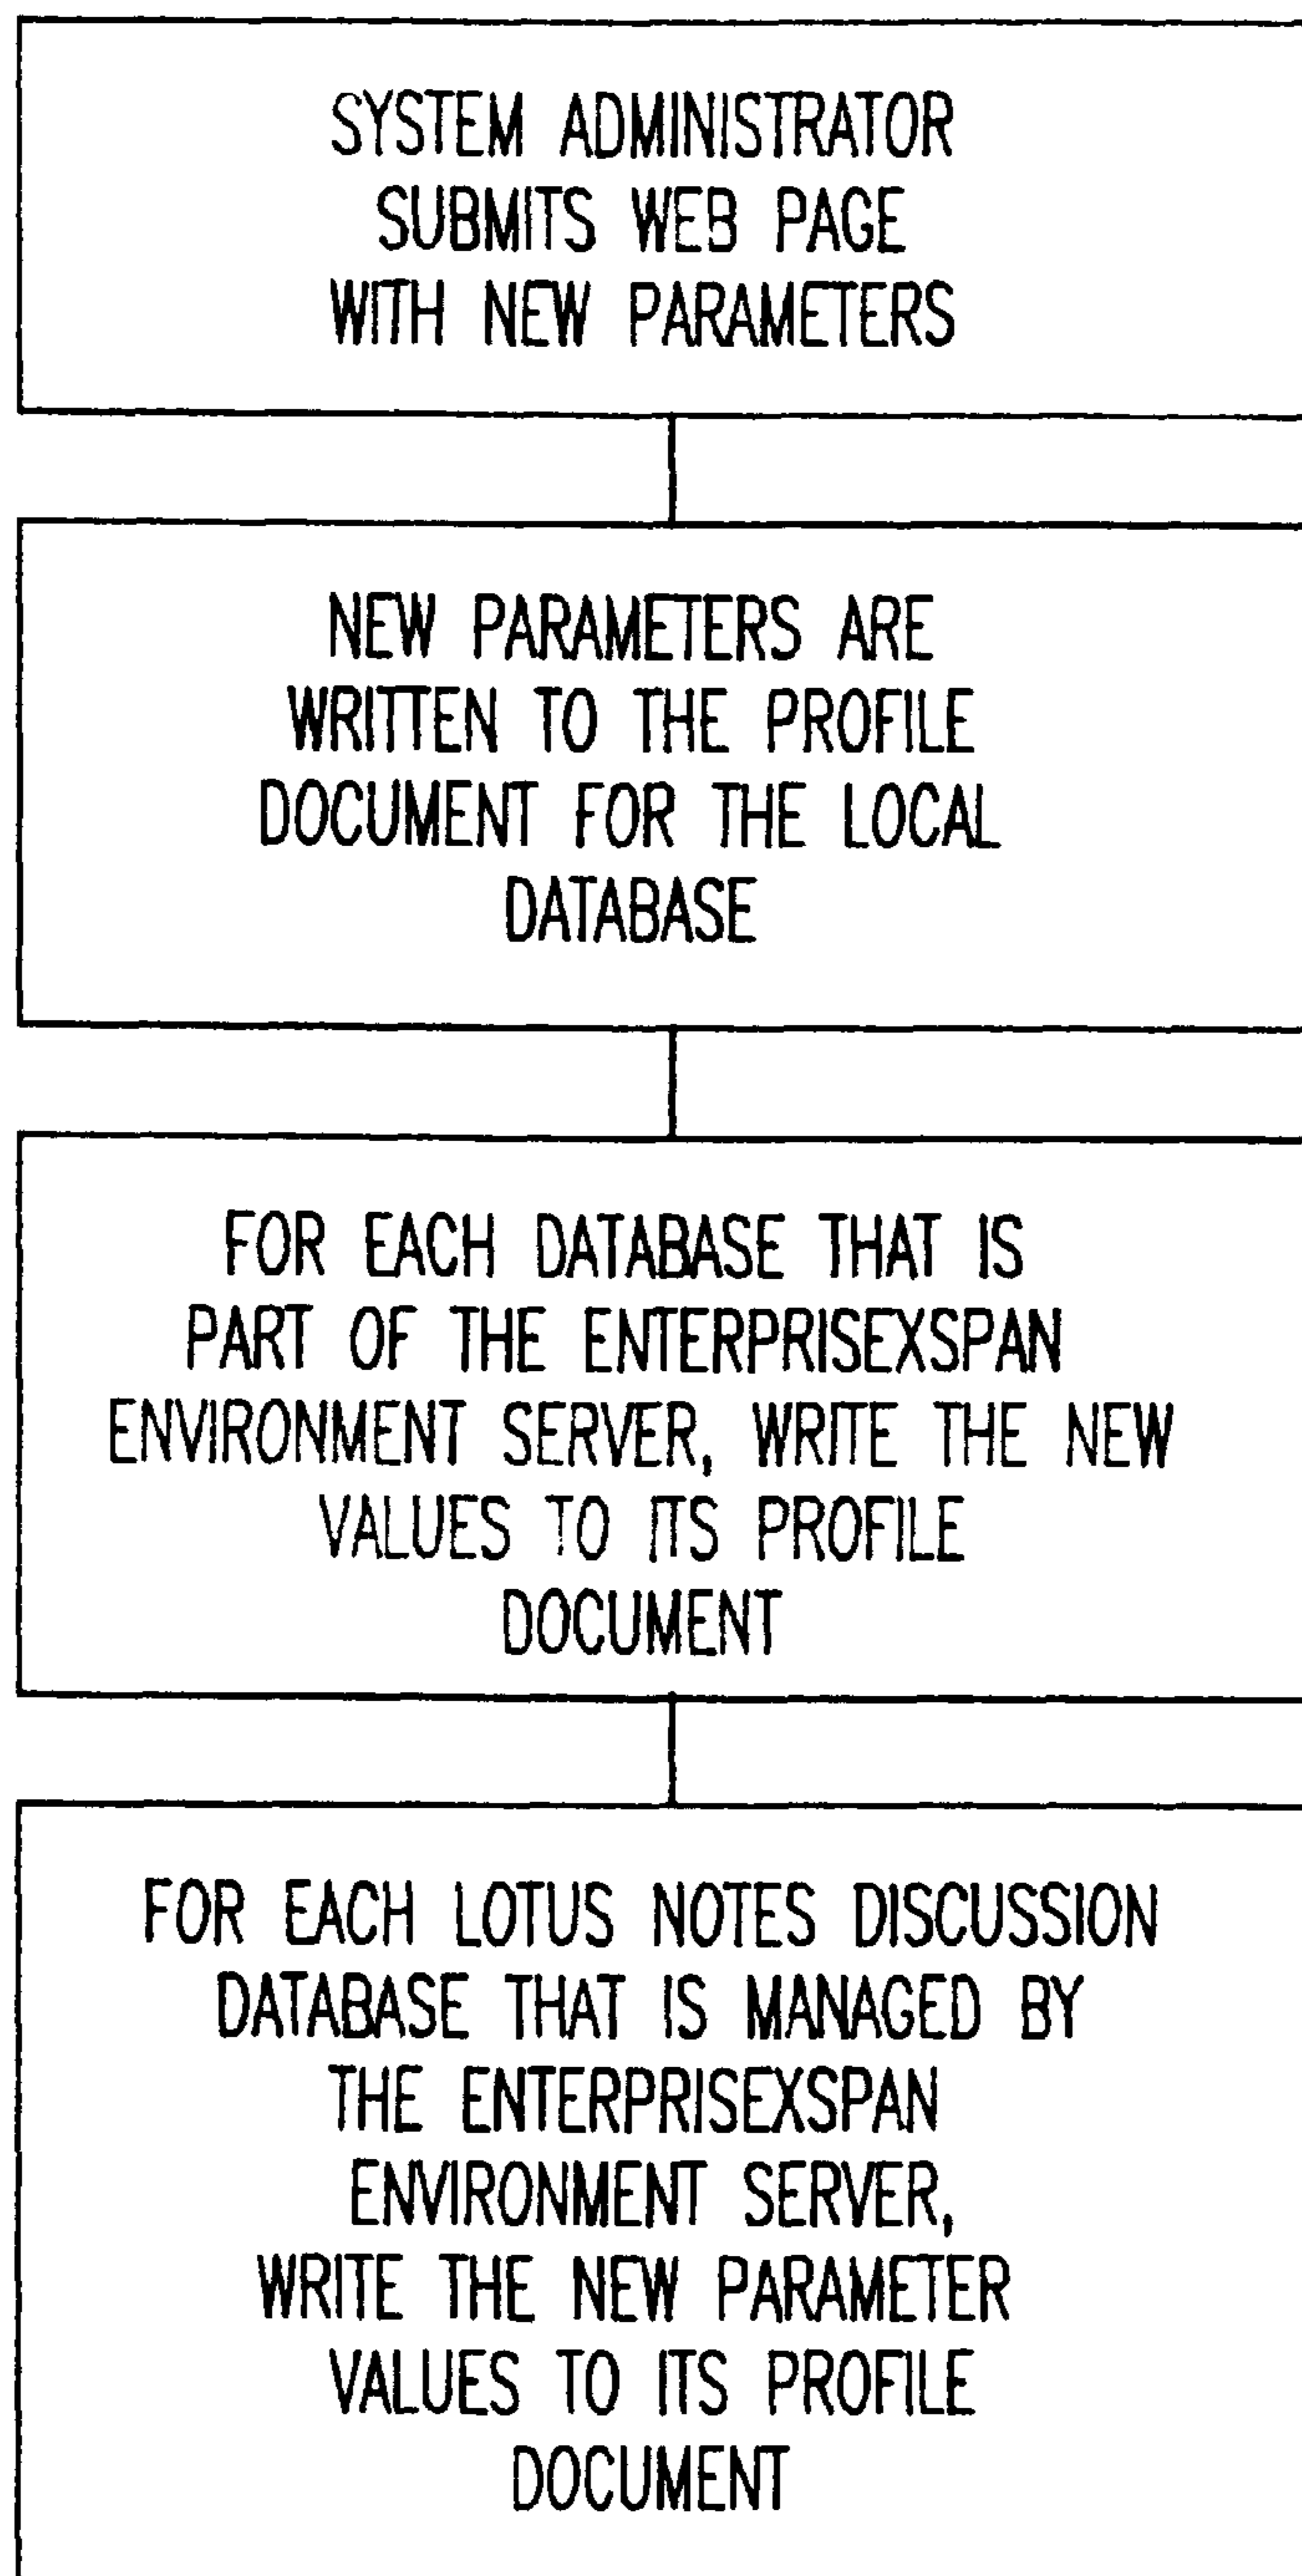 SYSTEM ADMINISTRATOR
SUBMITS WEB PAGE
WITH NEW PARAMETERS
NEW PARAMETERS ARE
WRITTEN TO THE PROFILE
DOCUMENT FOR THE LOCAL
DATABASE
FOR EACH DATABASE THAT IS
PART OF THE ENTERPRISEXSPAN
ENVIRONMENT SERVER, WRITE THE NEW
VALUES TO ITS PROFILE
DOCUMENT
FOR EACH LOTUS NOTES DISCUSSION
DATABASE THAT IS MANAGED BY
THE ENTERPRISEXSPAN
ENVIRONMENT SERVER,
WRITE THE NEW PARAMETER
VALUES TO ITS PROFILE
DOCUMENT